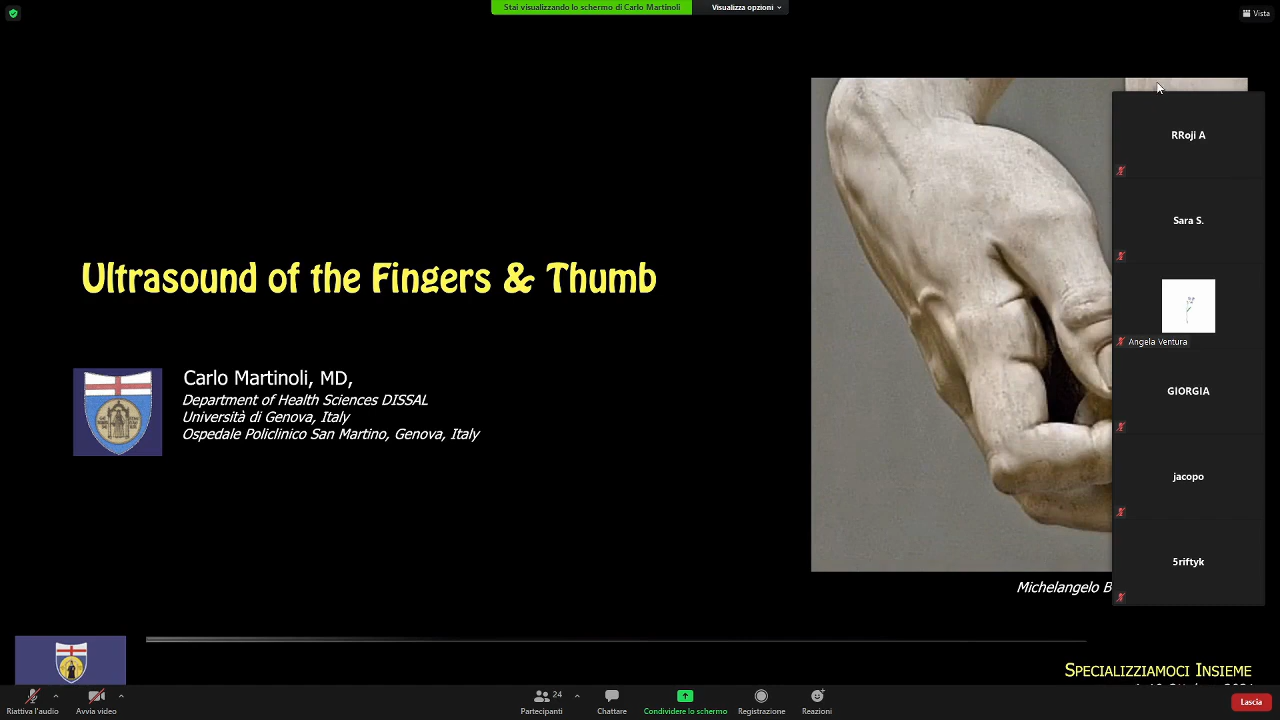 Stai visualizzando lo schermo di Carlo Martinoli
Visualizza opzioni
Vista
RRoji A
Sara S.
Angela Ventura
GIORGIA
jacopo
5riftyk
Ultrasound of the Fingers & Thumb
Carlo Martinoli, MD,
Department of Health Sciences DISSAL
Università di Genova, Italy
Ospedale Policlinico San Martino, Genova, Italy
Michelangelo B
Specializziamoci Insieme
Riattiva l'audio
Avvia video
24
Partecipanti
Chattare
Condividere lo schermo
Registrazione
Reazioni
Lascia